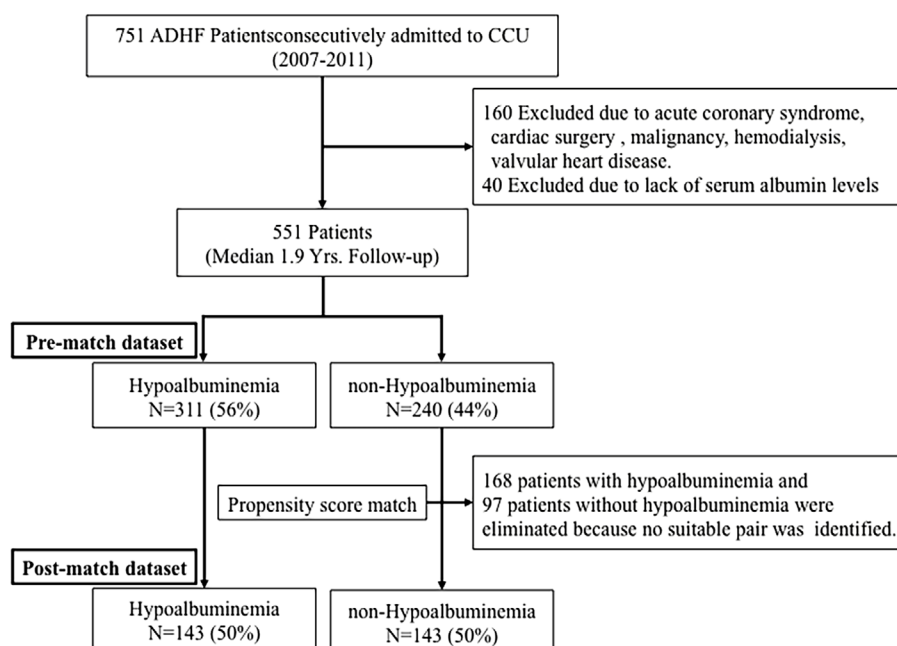 751 ADHF Patientsconsecutively admitted to CCU
(2007-2011)
160 Excluded due to acute coronary syndrome,
cardiac surgery , malignancy, hemodialysis,
valvular heart disease.
40 Excluded due to lack of serum albumin levels
551 Patients
(Median 1.9 Yrs. Follow-up)
Pre-match dataset
Hypoalbuminemia
N=311 (56%)
non-Hypoalbuminemia
N=240 (44%)
Propensity score match
168 patients with hypoalbuminemia and
97 patients without hypoalbuminemia were
eliminated because no suitable pair was identified.
Post-match dataset
Hypoalbuminemia
N=143 (50%)
non-Hypoalbuminemia
N=143 (50%)